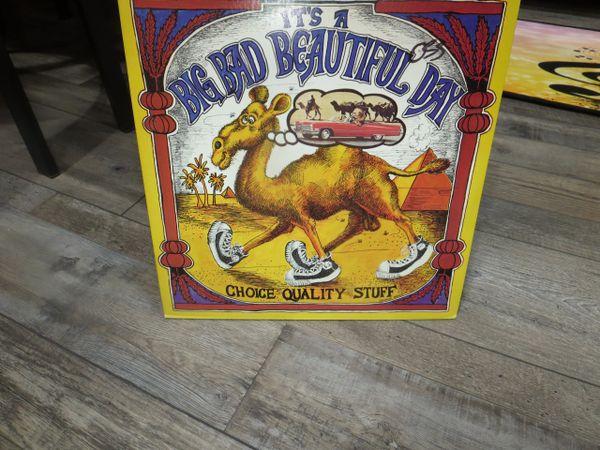 IT'S A
BIG BAD BEAUTIFUL DAY
CHOICE QUALITY STUFF